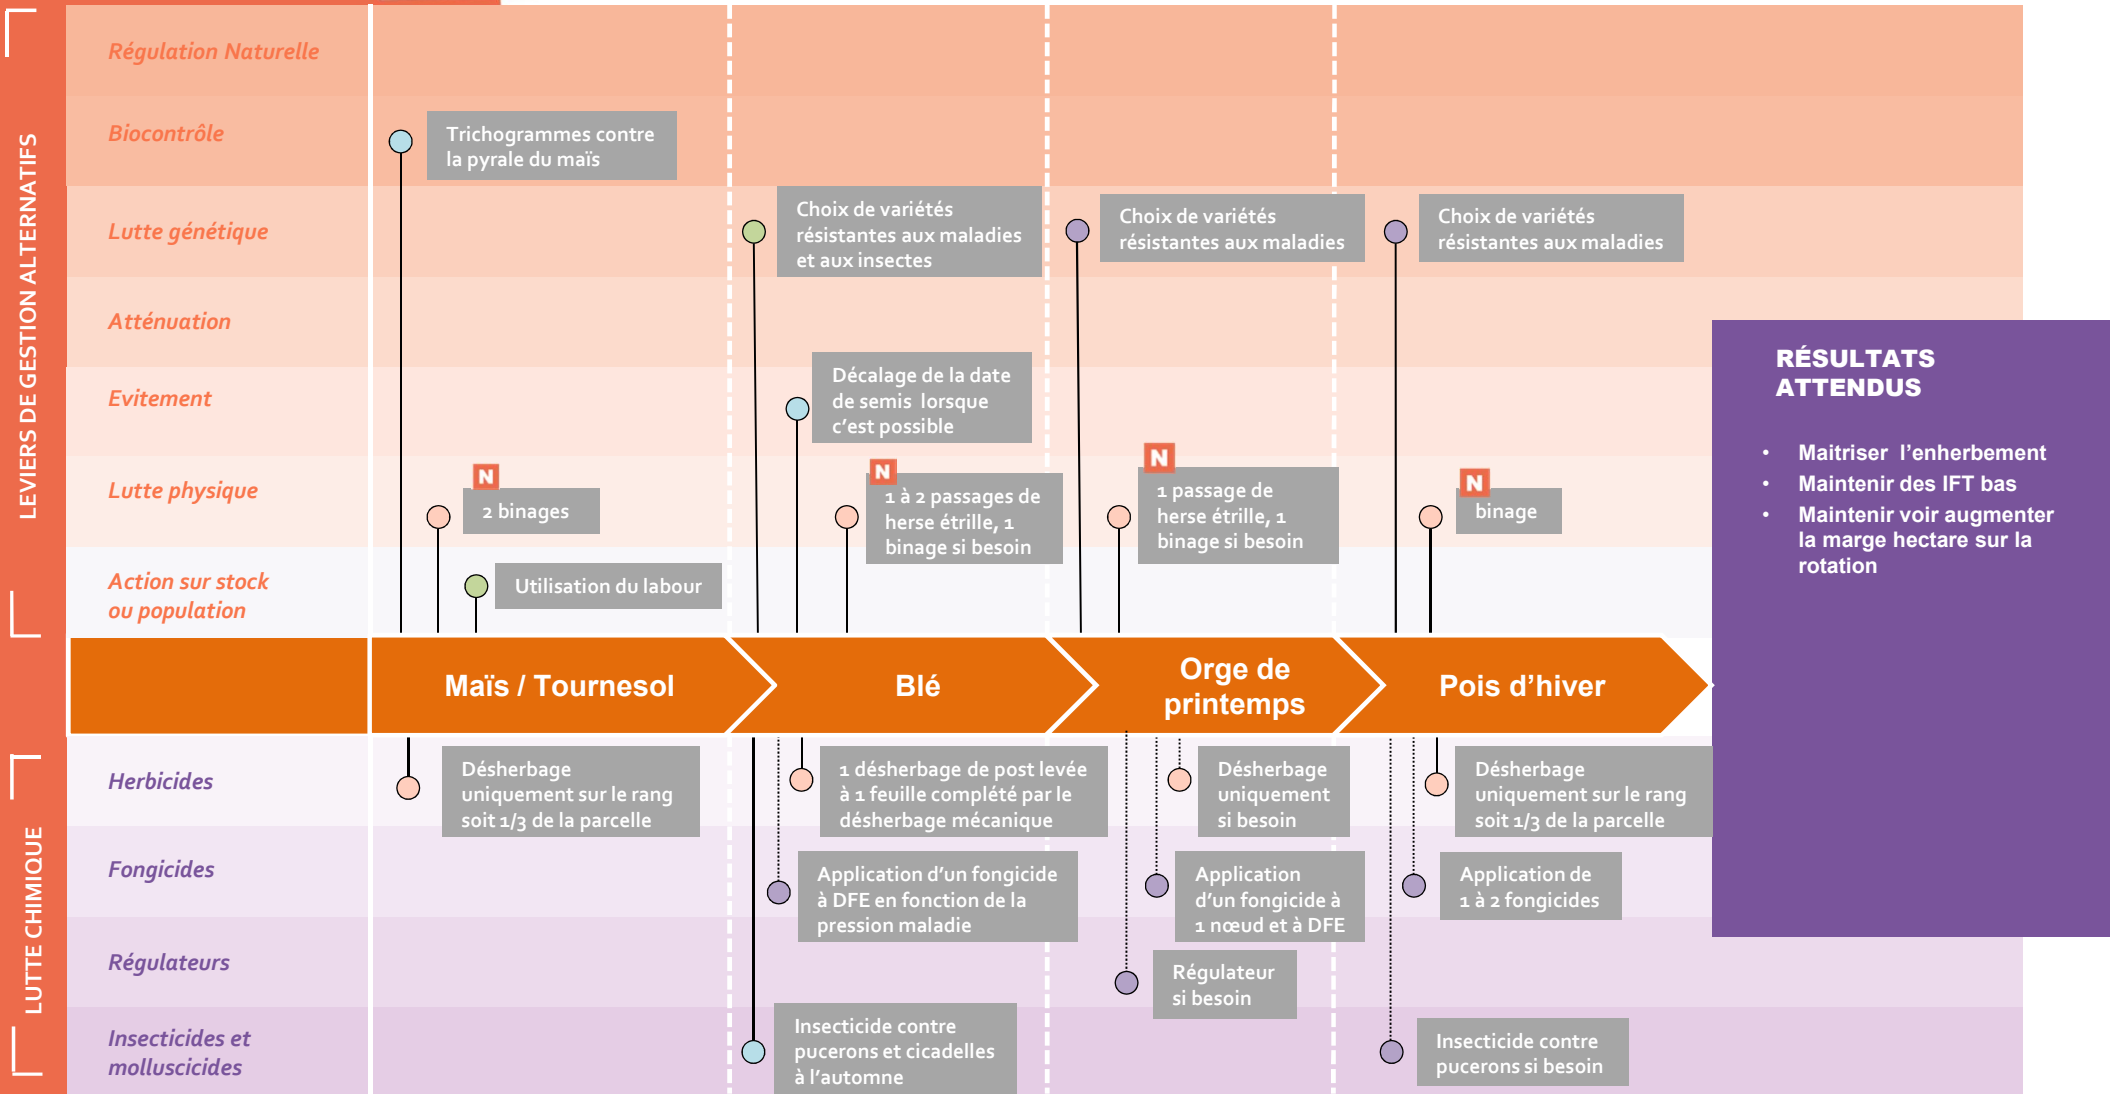 LEVIERS DE GESTION ALTERNATIFS
Régulation Naturelle
Biocontrôle
Trichogrammes contre
la pyrale du maïs
Lutte génétique
Choix de variétés
résistantes aux maladies
et aux insectes
Choix de variétés
résistantes aux maladies
Choix de variétés
résistantes aux maladies
Atténuation
Evitement
Décalage de la date
de semis lorsque
c'est possible
Lutte physique
N
2 binages
N
1 à 2 passages de
herse étrille, 1
binage si besoin
N
1 passage de
herse étrille, 1
binage si besoin
N
binage
Action sur stock
ou population
Utilisation du labour
Maïs / Tournesol
Blé
Orge de
printemps
Pois d'hiver
RÉSULTATS
ATTENDUS
• Maitriser l'enherbement
• Maintenir des IFT bas
• Maintenir voir augmenter
la marge hectare sur la
rotation
LUTTE CHIMIQUE
Herbicides
Désherbage
uniquement sur le rang
soit 1/3 de la parcelle
1 désherbage de post levée
à 1 feuille complété par le
désherbage mécanique
Désherbage
uniquement
si besoin
Désherbage
uniquement sur le rang
soit 1/3 de la parcelle
Fongicides
Application d'un fongicide
à DFE en fonction de la
pression maladie
Application
d'un fongicide à
1 nœud et à DFE
Application de
1 à 2 fongicides
Régulateurs
Régulateur
si besoin
Insecticides et
molluscicides
Insecticide contre
pucerons et cicadelles
à l'automne
Insecticide contre
pucerons si besoin